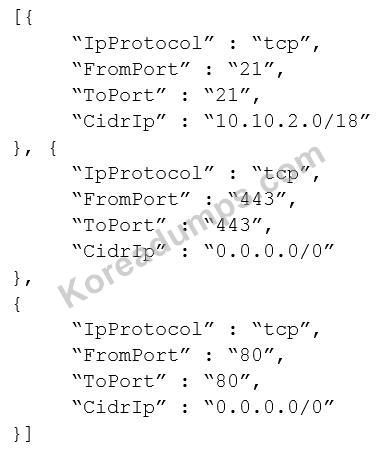 [{
“IpProtocol” : “tcp”,
“FromPort” : “21”,
“ToPort” : “21”,
“CidrIp” : “10.10.2.0/18”
}, {
“IpProtocol” : “tcp”,
“FromPort” : “443”,
“ToPort” : “443”,
“CidrIp” : “0.0.0.0/0”
},
{
“IpProtocol” : “tcp”,
“FromPort” : “80”,
“ToPort” : “80”,
“CidrIp” : “0.0.0.0/0”
}]
Koreadumps.com